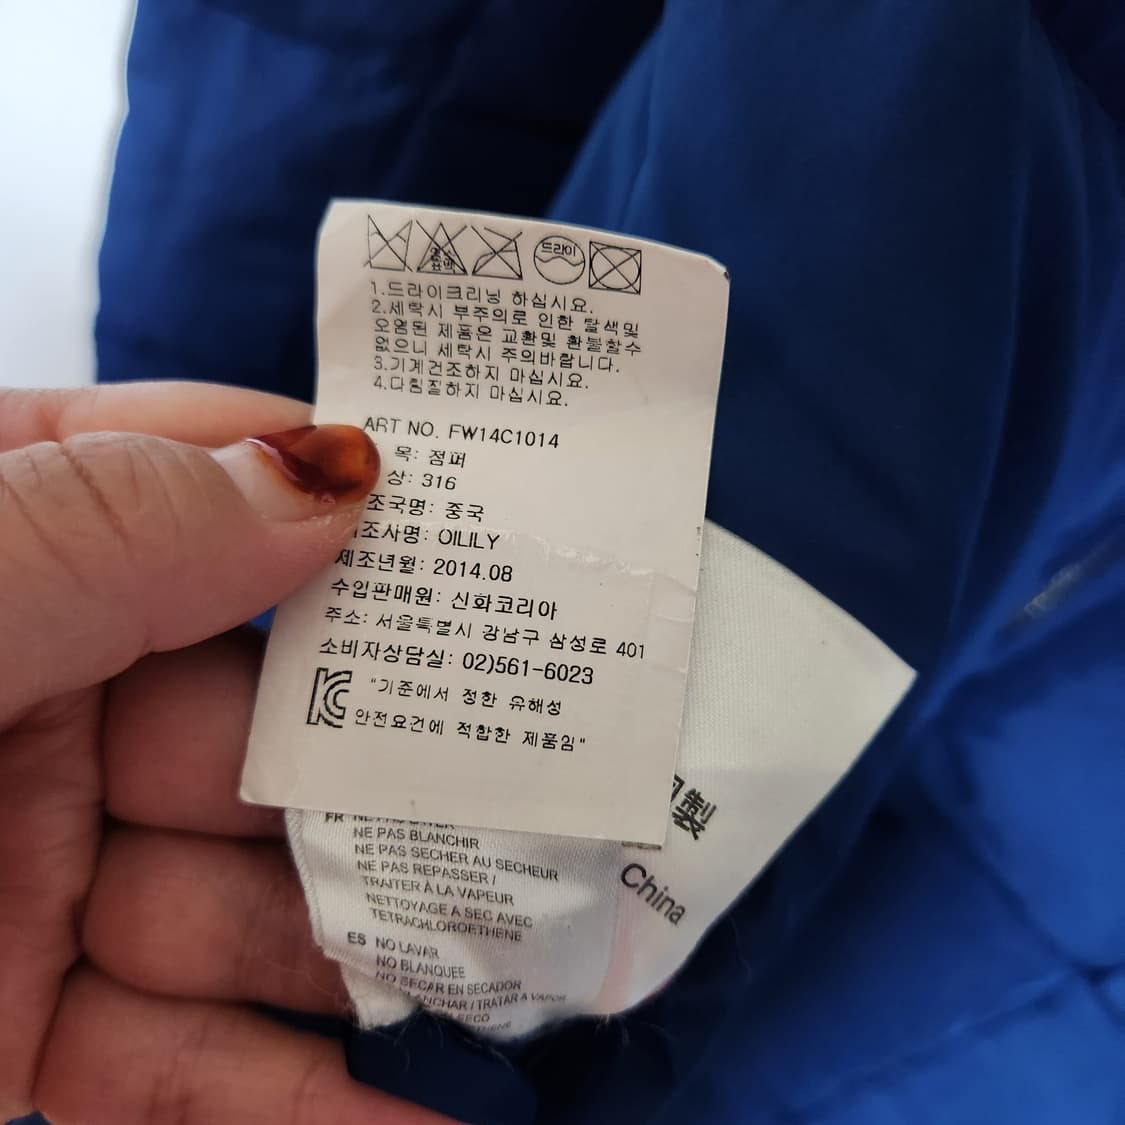 드라이
1.드라이크리닝 하십시요.
2.세탁시 부주의로 인한 탈색및
오염된 제품은 교환및 환불할수
없으니 세탁시 주의바랍니다.
3.기계건조하지 마십시요.
4.다림질하지 마십시요.
ART NO. FW14C1014
목: 점퍼
상: 316
조국명: 중국
조사명: OILILY
제조년월: 2014.08
수입판매원: 신화코리아
주소: 서울특별시 강남구 삼성로 401
소비자상담실: 02)561-6023
"기준에서 정한 유해성
안전요건에 적합한 제품임"
製
China
FR
NE PAS BLANCHIR
NE PAS SECHER AU SECHEUR
NE PAS REPASSER /
TRAITER À LA VAPEUR
NETTOYAGE A SEC AVEC
TETRACHLOROETHENE
ES NO LAVAR
NO BLANQUEE
NO SECAR EN SECADOR
ANCHAR / TRATAR A VAPOR